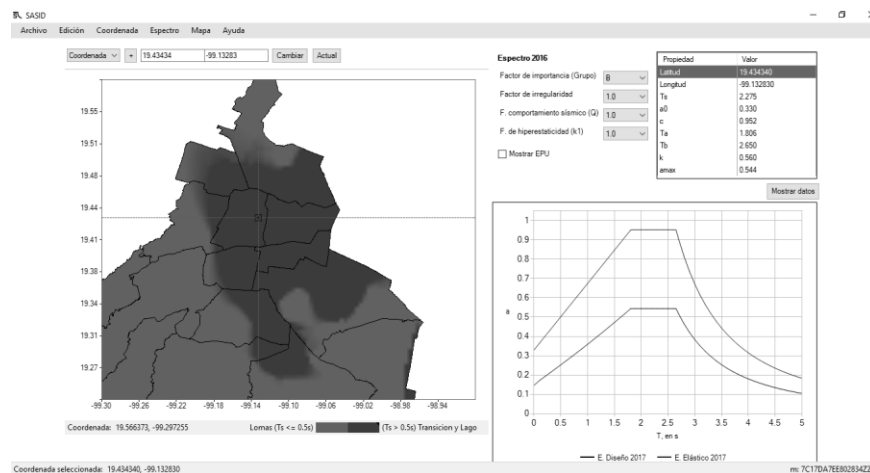 SASID
Archivo Edición Coordenada Espectro Mapa Ayuda
Coordenada + 19.43434 -99.13283 Cambiar Actual
19.55
19.51
19.48
19.44
19.41
19.38
19.34
19.31
19.27
-99.30 -99.26 -99.22 -99.18 -99.14 -99.10 -99.06 -99.02 -98.98 -98.94
Coordenada: 19.566373, -99.297255 Lomas (Ts <= 0.5s) (Ts > 0.5s) Transicion y Lago
Espectro 2016
Factor de importancia (Grupo) B
Factor de irregularidad 1.0
F. comportamiento sísmico (Q) 1.0
F. de hiperestaticidad (k1) 1.0
Mostrar EPU
Propiedad Valor
Latitud 19.434340
Longitud -99.132830
Ts 2.275
a0 0.330
c 0.952
Ta 1.806
Tb 2.650
k 0.560
amax 0.544
Mostrar datos
1
0.9
0.8
0.7
0.6
a 0.5
0.4
0.3
0.2
0.1
0
0 0.5 1 1.5 2 2.5 3 3.5 4 4.5 5
T, en s
E. Diseño 2017 E. Elástico 2017
Coordenada seleccionada: 19.434340, -99.132830 m: 7C17DA7EE802834Z2